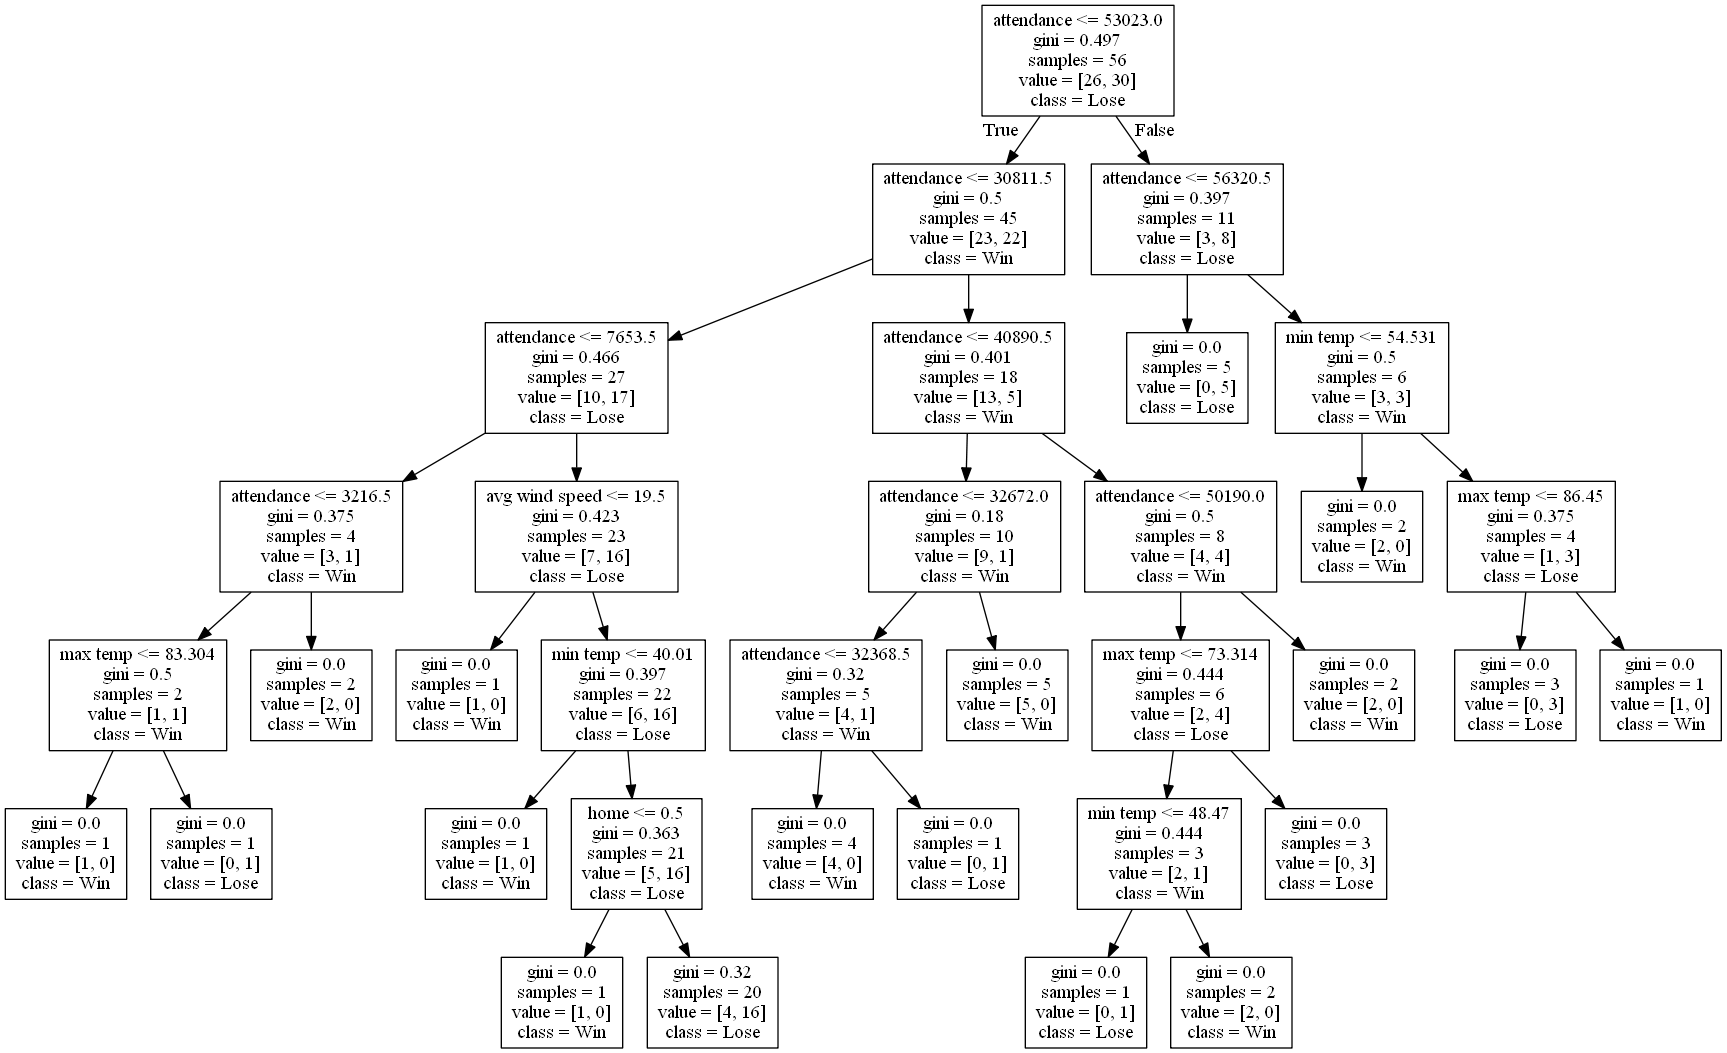 attendance <= 53023.0
gini = 0.497
samples = 56
value = [26, 30]
class = Lose
True
False
attendance <= 30811.5
gini = 0.5
samples = 45
value = [23, 22]
class = Win
attendance <= 56320.5
gini = 0.397
samples = 11
value = [3, 8]
class = Lose
attendance <= 7653.5
gini = 0.466
samples = 27
value = [10, 17]
class = Lose
attendance <= 40890.5
gini = 0.401
samples = 18
value = [13, 5]
class = Win
gini = 0.0
samples = 5
value = [0, 5]
class = Lose
min temp <= 54.531
gini = 0.5
samples = 6
value = [3, 3]
class = Win
attendance <= 3216.5
gini = 0.375
samples = 4
value = [3, 1]
class = Win
avg wind speed <= 19.5
gini = 0.423
samples = 23
value = [7, 16]
class = Lose
attendance <= 32672.0
gini = 0.18
samples = 10
value = [9, 1]
class = Win
attendance <= 50190.0
gini = 0.5
samples = 8
value = [4, 4]
class = Win
gini = 0.0
samples = 2
value = [2, 0]
class = Win
max temp <= 86.45
gini = 0.375
samples = 4
value = [1, 3]
class = Lose
max temp <= 83.304
gini = 0.5
samples = 2
value = [1, 1]
class = Win
gini = 0.0
samples = 2
value = [2, 0]
class = Win
gini = 0.0
samples = 1
value = [1, 0]
class = Win
min temp <= 40.01
gini = 0.397
samples = 22
value = [6, 16]
class = Lose
attendance <= 32368.5
gini = 0.32
samples = 5
value = [4, 1]
class = Win
gini = 0.0
samples = 5
value = [5, 0]
class = Win
max temp <= 73.314
gini = 0.444
samples = 6
value = [2, 4]
class = Lose
gini = 0.0
samples = 2
value = [2, 0]
class = Win
gini = 0.0
samples = 3
value = [0, 3]
class = Lose
gini = 0.0
samples = 1
value = [1, 0]
class = Win
gini = 0.0
samples = 1
value = [1, 0]
class = Win
gini = 0.0
samples = 1
value = [0, 1]
class = Lose
gini = 0.0
samples = 1
value = [1, 0]
class = Win
home <= 0.5
gini = 0.363
samples = 21
value = [5, 16]
class = Lose
gini = 0.0
samples = 4
value = [4, 0]
class = Win
gini = 0.0
samples = 1
value = [0, 1]
class = Lose
min temp <= 48.47
gini = 0.444
samples = 3
value = [2, 1]
class = Win
gini = 0.0
samples = 3
value = [0, 3]
class = Lose
gini = 0.0
samples = 1
value = [1, 0]
class = Win
gini = 0.32
samples = 20
value = [4, 16]
class = Lose
gini = 0.0
samples = 1
value = [0, 1]
class = Lose
gini = 0.0
samples = 2
value = [2, 0]
class = Win